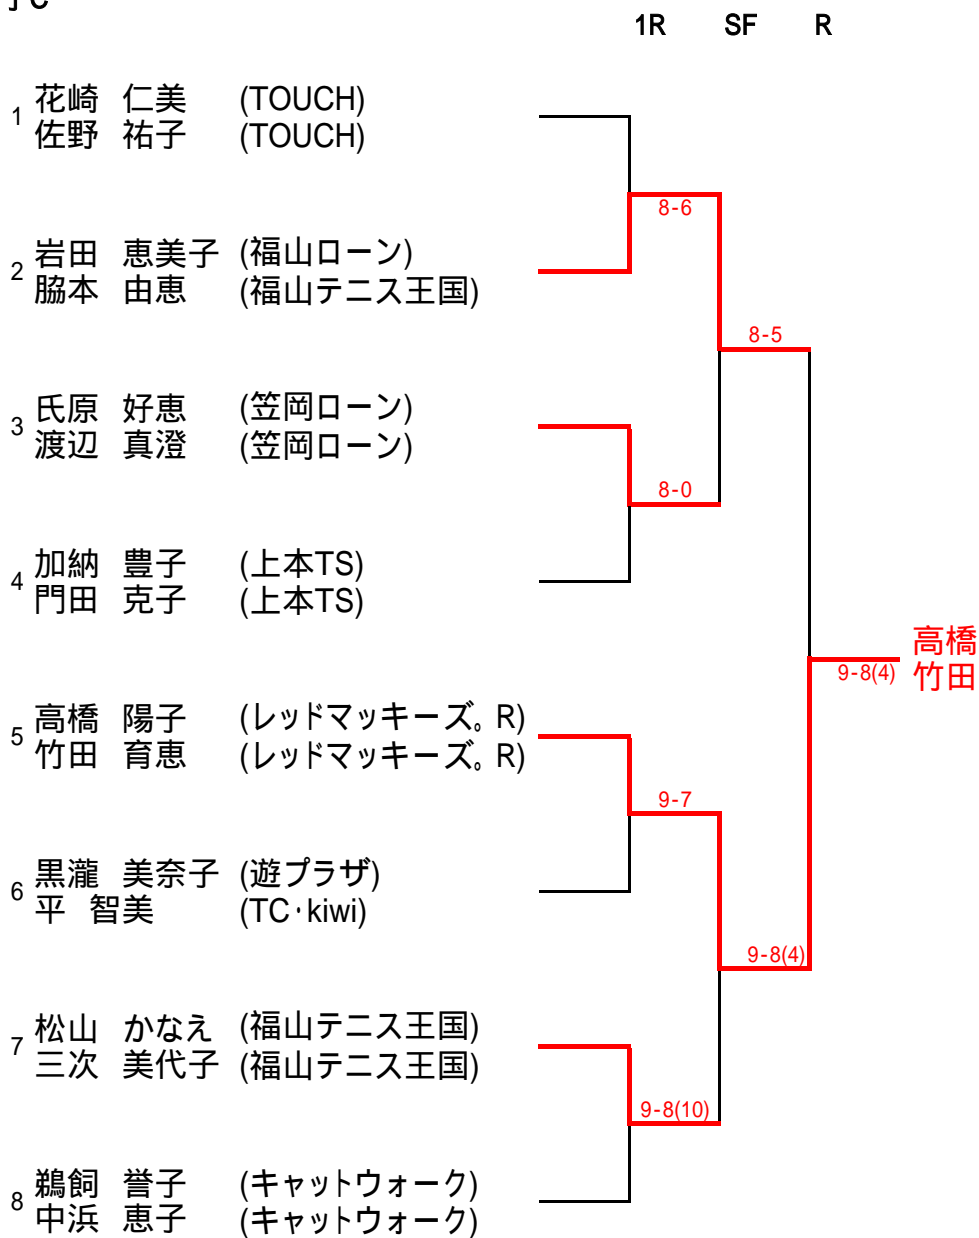 1R SF R
1 花崎 仁美 (TOUCH)
佐野 祐子 (TOUCH)
8-6
2 岩田 恵美子 (福山ローン)
脇本 由恵 (福山テニス王国)
8-5
3 氏原 好恵 (笠岡ローン)
渡辺 真澄 (笠岡ローン)
8-0
4 加納 豊子 (上本TS)
門田 克子 (上本TS)
高橋
9-8(4) 竹田
5 高橋 陽子 (レッドマッキーズ。R)
竹田 育恵 (レッドマッキーズ。R)
9-7
6 黒瀧 美奈子 (遊プラザ)
平 智美 (TC・kiwi)
9-8(4)
7 松山 かなえ (福山テニス王国)
三次 美代子 (福山テニス王国)
9-8(10)
8 鵜飼 誉子 (キャットウォーク)
中浜 恵子 (キャットウォーク)